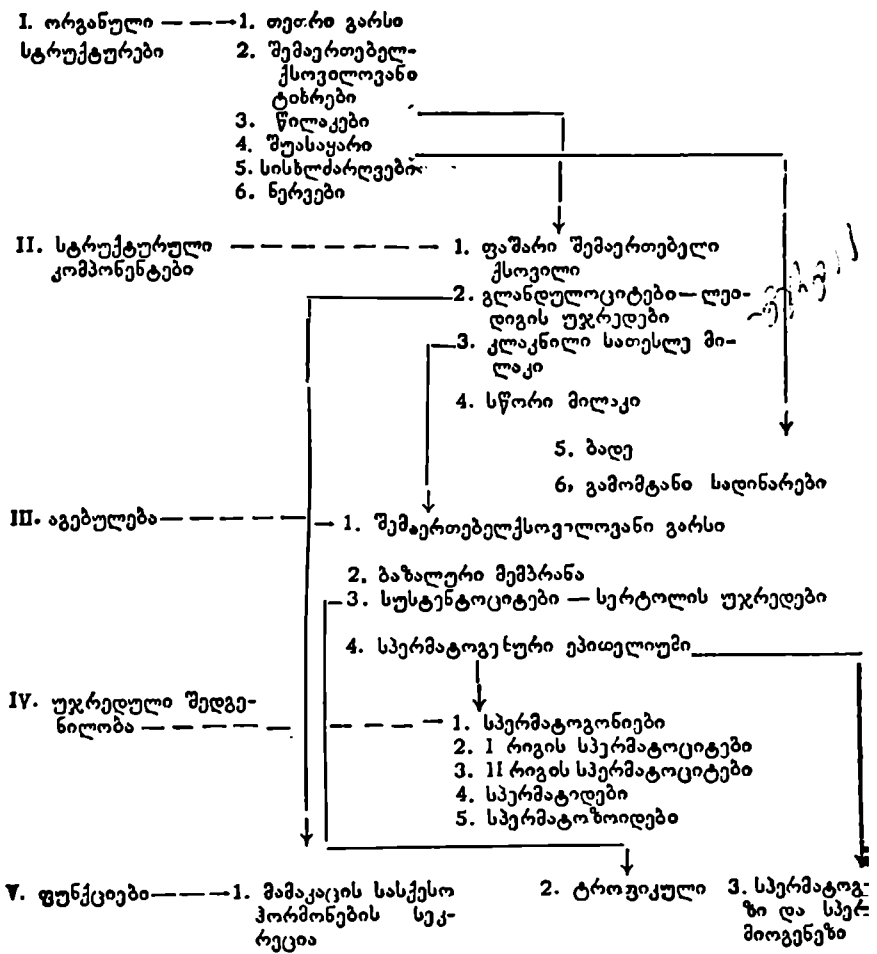 I. ორგანული — — → 1. თეთრი გარსი
სტრუქტურები 2. შემაერთებელ-
ქსოვილოვანი
ტიხრები
3. წილაკები
4. შუასაყარი
5. სისხლძარღვები
6. ნერვები
II. სტრუქტურული — — — — — 1. ფაშარი შემაერთებელი
კომპონენტები ქსოვილი
2. გლანდულოციტები — ლეი-
დიგის უჯრედები
3. კლაკნილი სათესლე მი-
ლაკი
4. სწორი მილაკი
5. ბადე
6, გამომტანი სადინარები
III. აგებულება — — — — → 1. შემაერთებელქსოვილოვანი გარსი
2. ბაზალური მემბრანა
3. სუსტენტოციტები — სერტოლის უჯრედები
4. სპერმატოგენური ეპითელიუმი
IV. უჯრედული შედგე-
ნილობა — — — — — → 1. სპერმატოგონიები
2. I რიგის სპერმატოციტები
3. II რიგის სპერმატოციტები
4. სპერმატიდები
5. სპერმატოზოიდები
V. ფუნქციები — — → 1. მამაკაცის სასქესო 2. ტროფიკული 3. სპერმატოგ-
ჰორმონების სეკ- ზი და სპერ-
რეცია მიოგენეზი